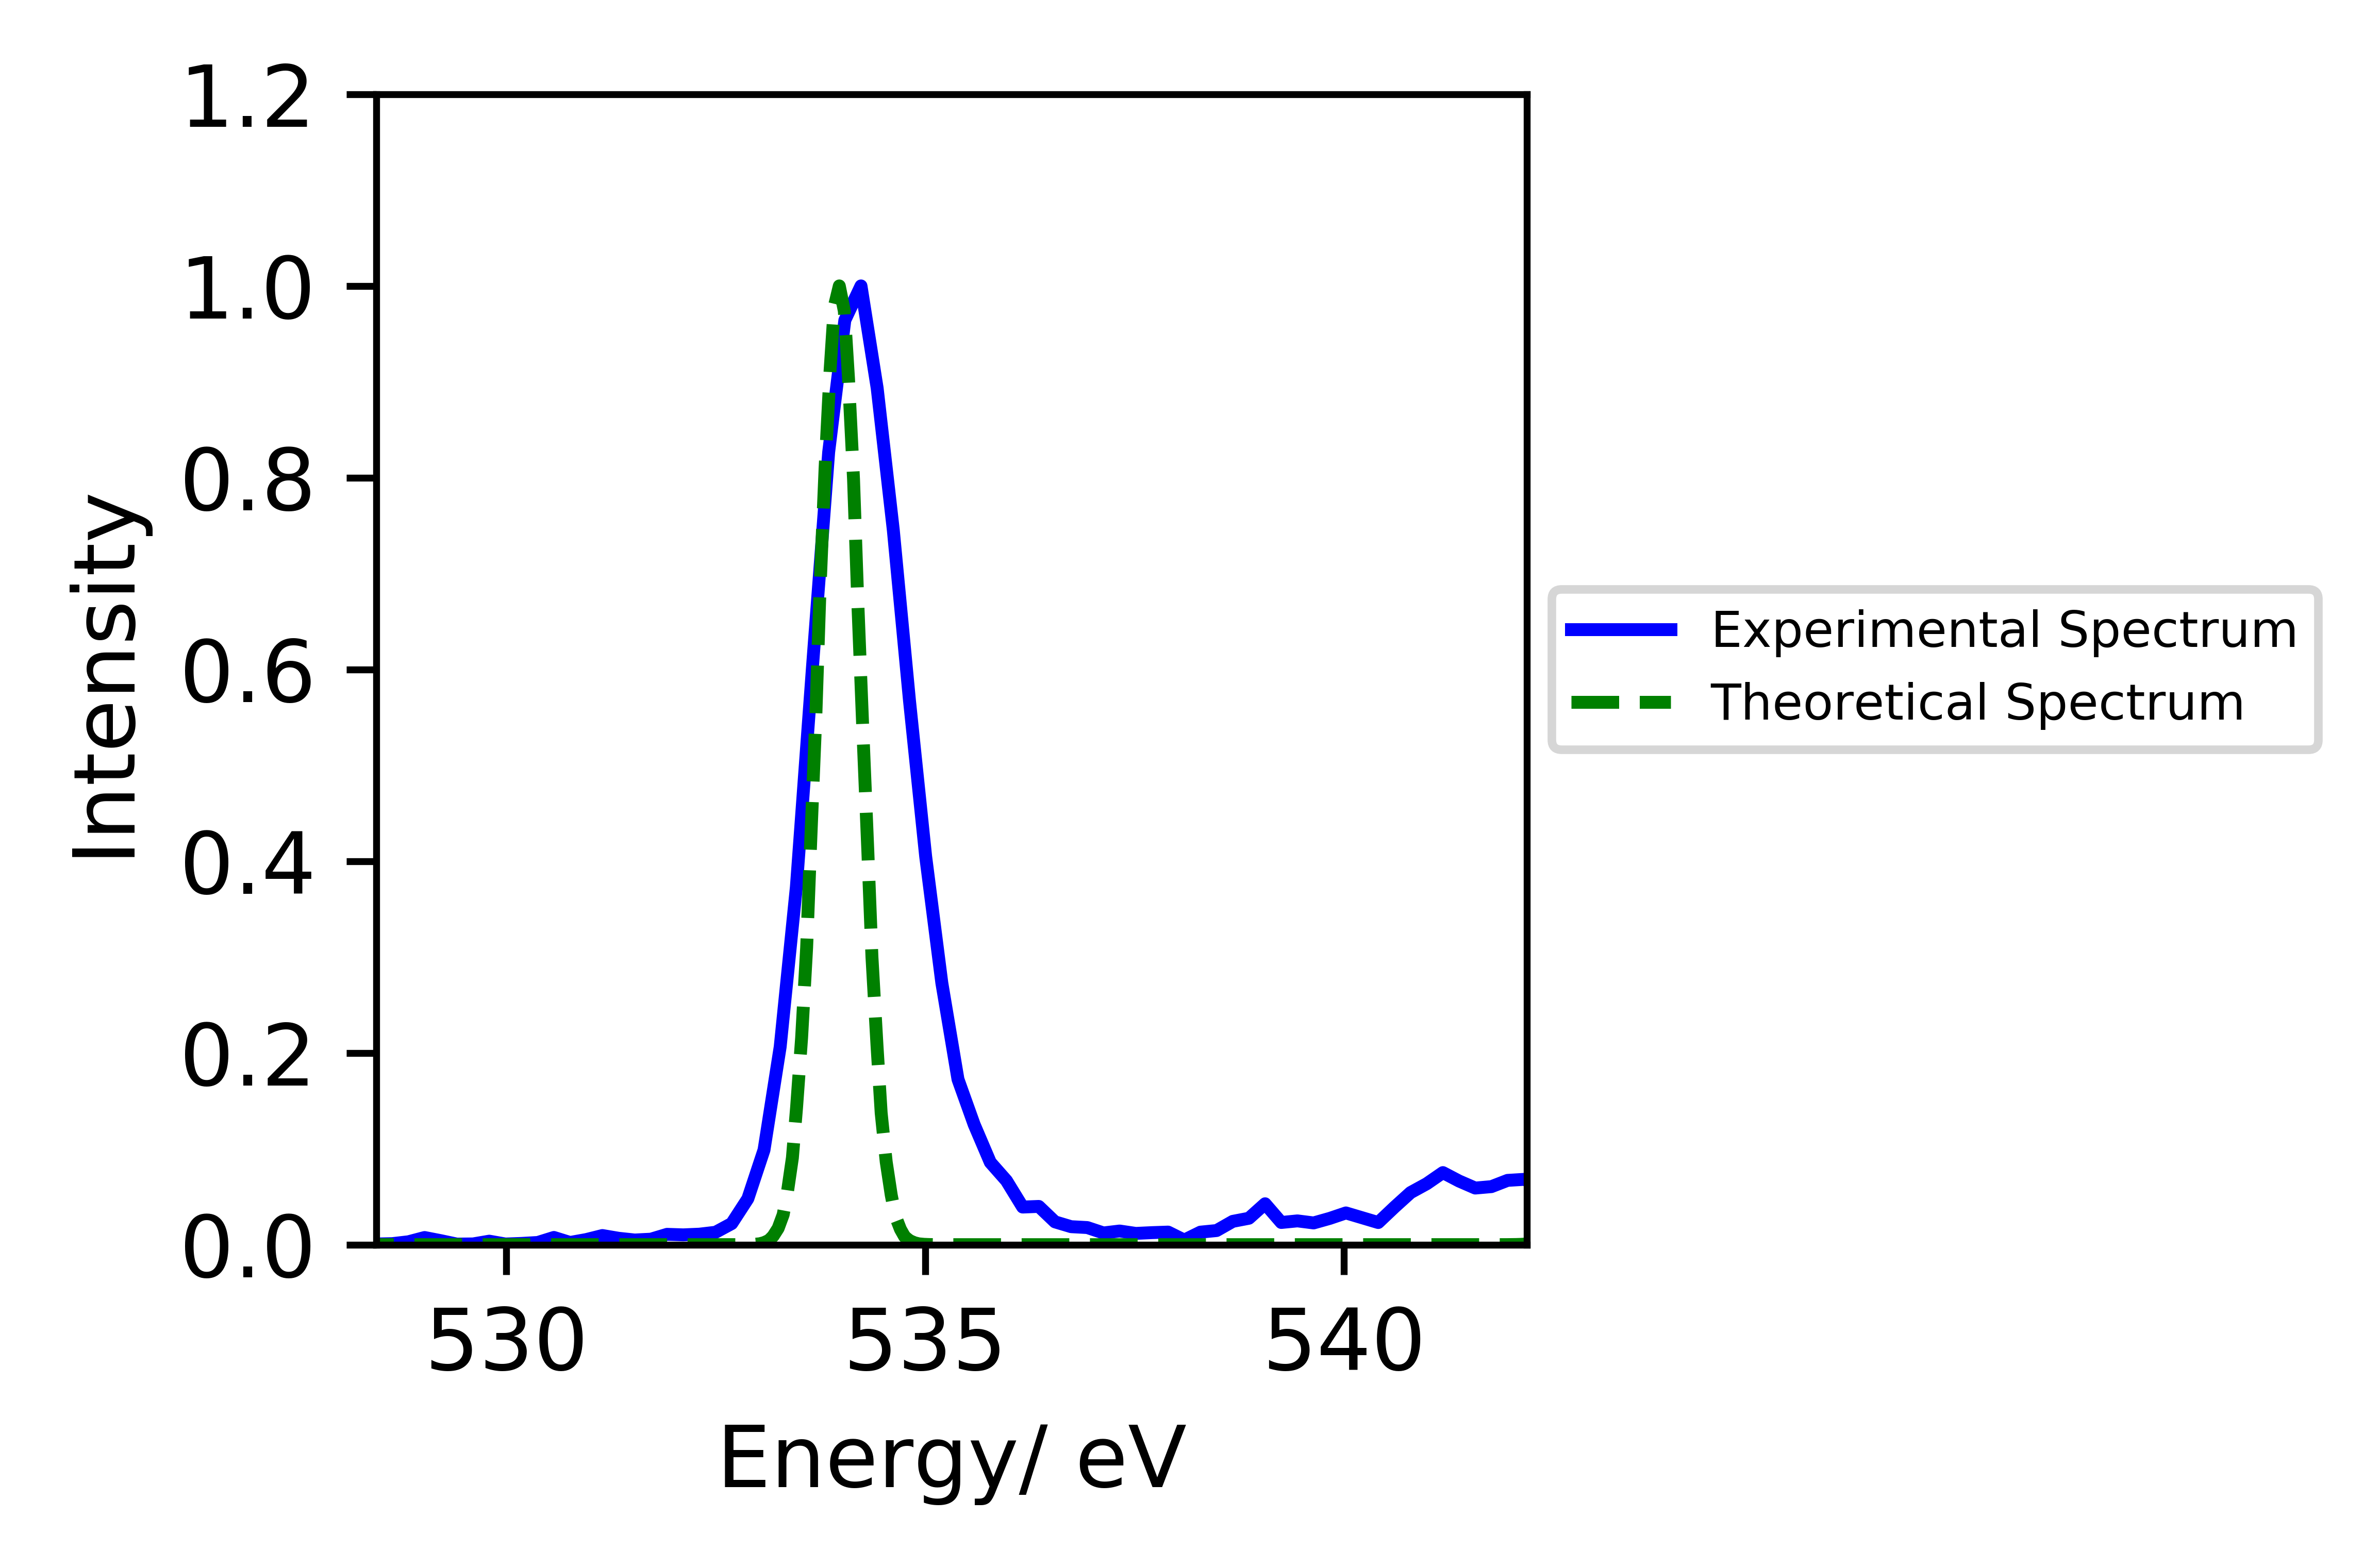 1.2
1.0
0.8
0.6
0.4
0.2
0.0
Intensity
530 535 540
Energy/ eV
Experimental Spectrum
Theoretical Spectrum